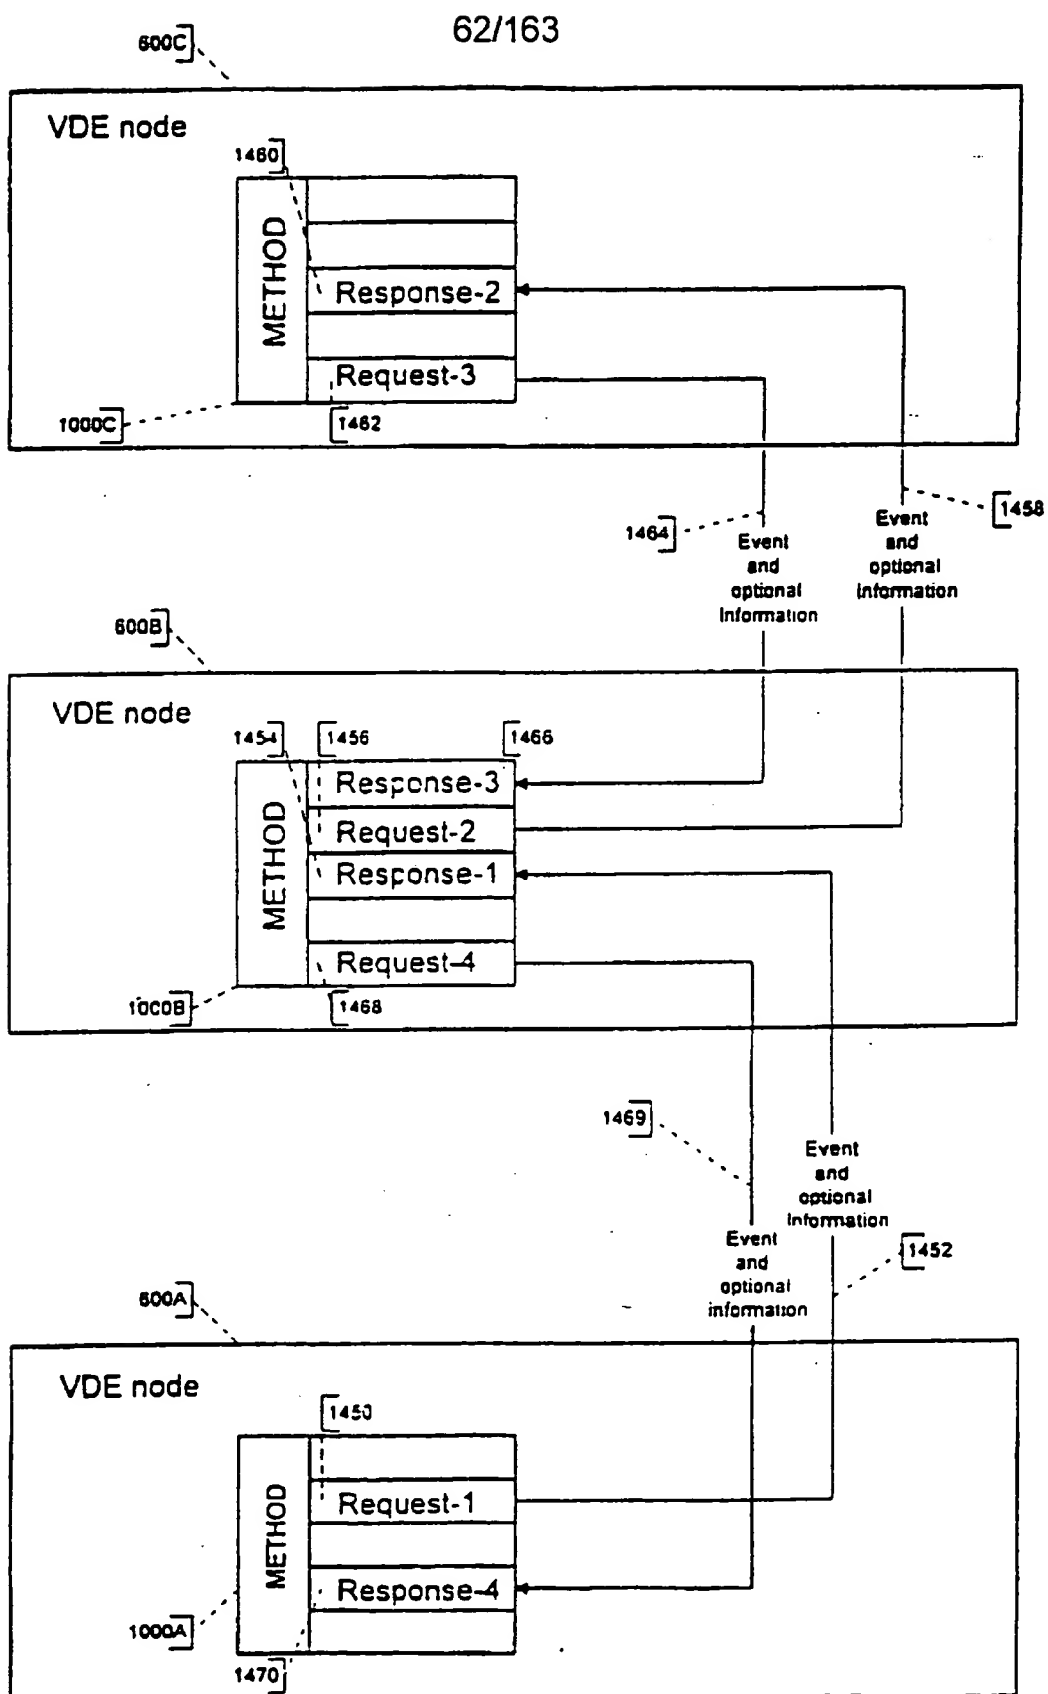 62/163
600C
VDE node
1460
METHOD
Response-2
Request-3
1000C
1462
1458
1464
Event
and
optional
Information
Event
and
optional
Information
600B
VDE node
1454
1456
1466
METHOD
Response-3
Request-2
Response-1
Request-4
1000B
1468
1469
Event
and
optional
Information
Event
and
optional
information
1452
600A
VDE node
1450
METHOD
Request-1
Response-4
1000A
1470